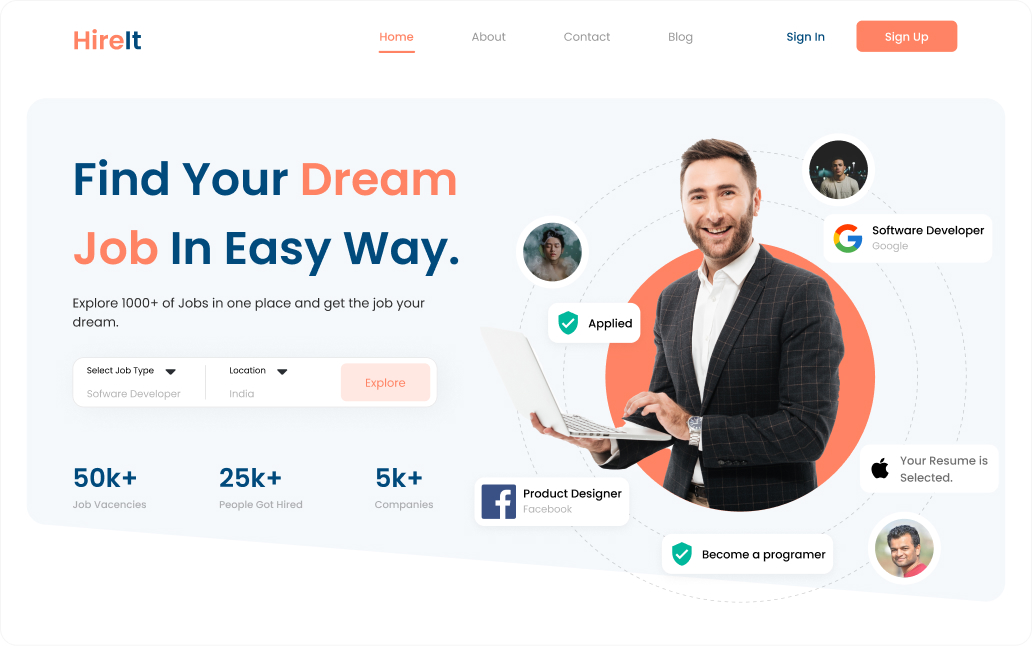 HireIt
Home
About
Contact
Blog
Sign In
Sign Up
Find Your Dream
Job In Easy Way.
Explore 1000+ of Jobs in one place and get the job your
dream.
Select Job Type
Sofware Developer
Location
India
Explore
50k+
Job Vacencies
25k+
People Got Hired
5k+
Companies
Software Developer
Google
Applied
Your Resume is
Selected.
Product Designer
Facebook
Become a programer